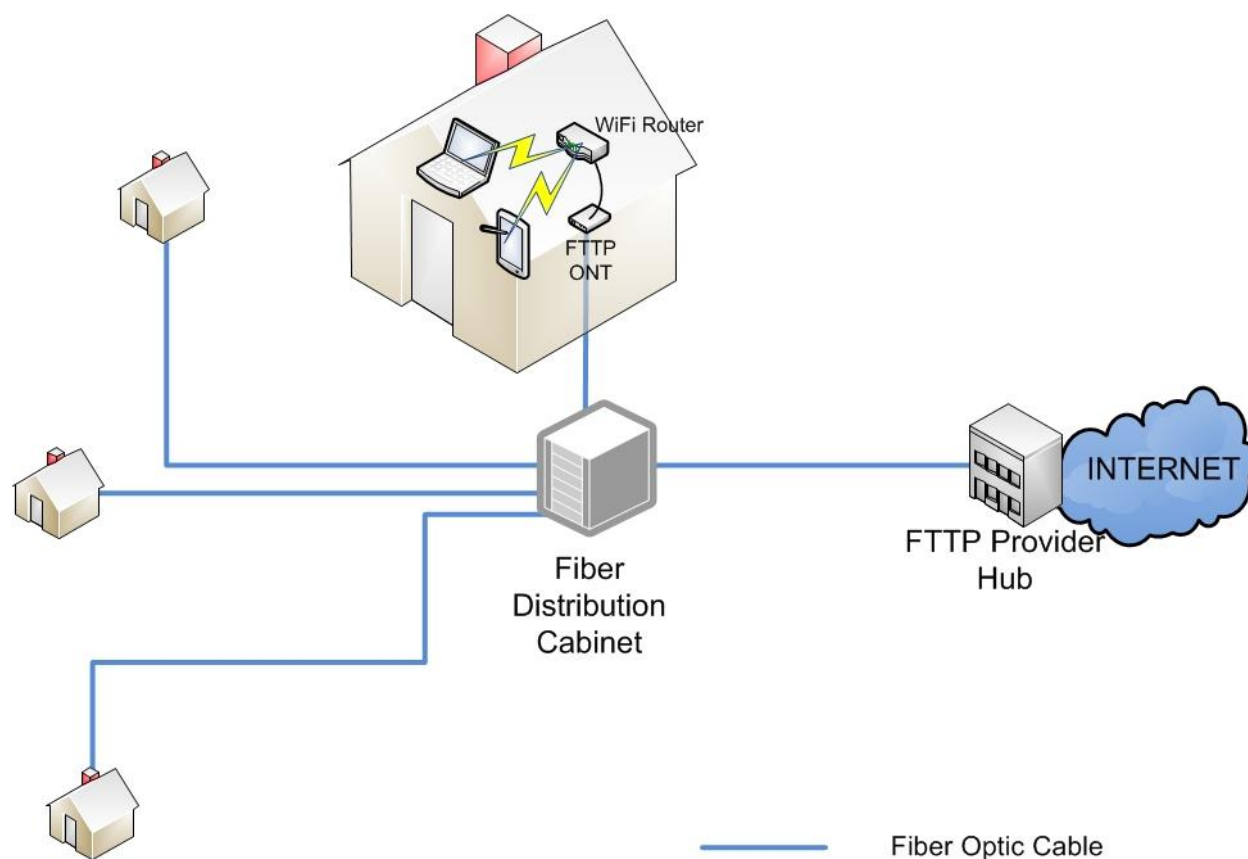 WiFi Router
FTTP
ONT
INTERNET
FTTP Provider
Hub
Fiber
Distribution
Cabinet
Fiber Optic Cable